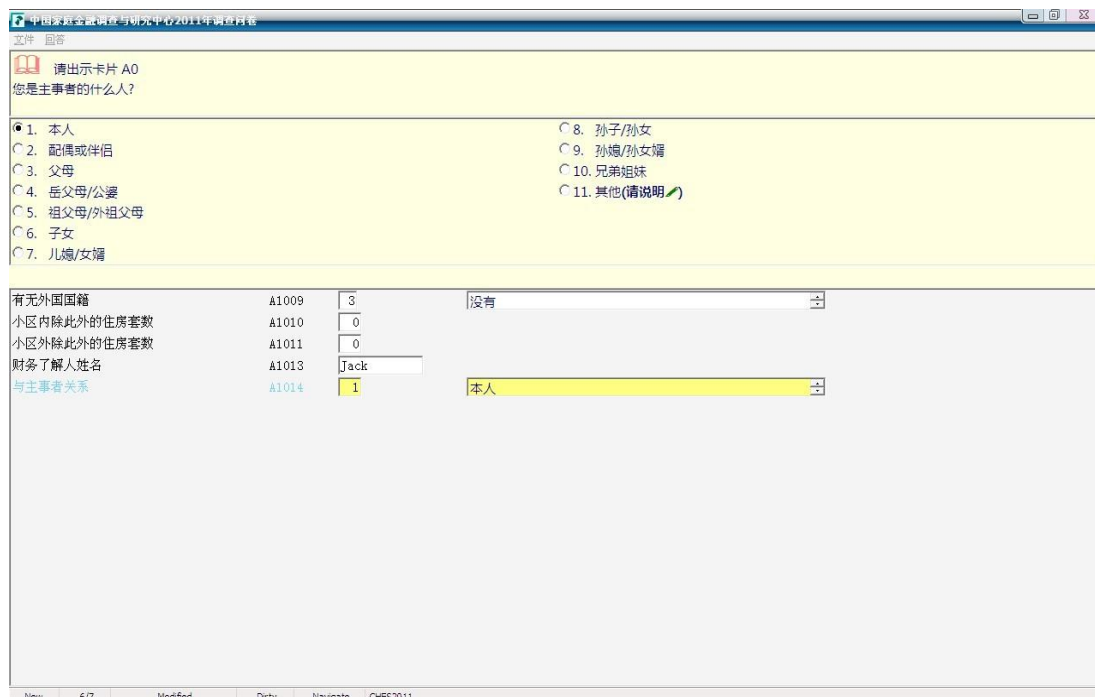 中国家庭金融调查与研究中心2011年调查问卷
文件 回答
请出示卡片 A0
您是主事者的什么人?
1. 本人
2. 配偶或伴侣
3. 父母
4. 岳父母/公婆
5. 祖父母/外祖父母
6. 子女
7. 儿媳/女婿
8. 孙子/孙女
9. 孙媳/孙女婿
10. 兄弟姐妹
11. 其他(请说明)
有无外国国籍 A1009 3 没有
小区内除此外的住房套数 A1010 0
小区外除此外的住房套数 A1011 0
财务了解人姓名 A1013 Jack
与主事者关系 A1014 1 本人
New 6/7 Modified Dirty Navigate CHFS2011